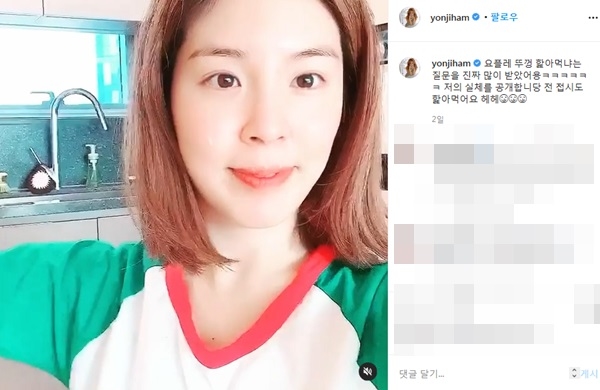 yonjiham • 팔로우
yonjiham 요플레 뚜껑 핥아먹냐는
질문을 진짜 많이 받았어용ㅋㅋㅋㅋㅋ
ㅋ 저의 실체를 공개합니당 전 접시도
핥아먹어요 헤헤😜😜😜
2일
댓글 달기...
게시